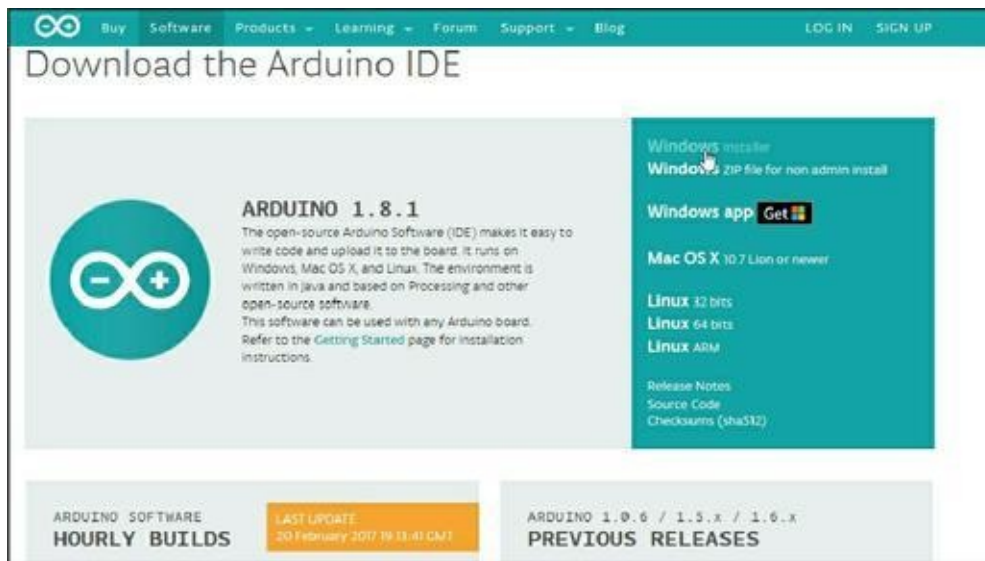 Buy Software Products Learning Forum Support Blog LOG IN SIGN UP
Download the Arduino IDE
ARDUINO 1.8.1
The open-source Arduino Software (IDE) makes it easy to
write code and upload it to the board. It runs on
Windows, Mac OS X, and Linux. The environment is
written in Java and based on Processing and other
open-source software.
This software can be used with any Arduino board.
Refer to the Getting Started page for installation
instructions.
Windows Installer
Windows ZIP file for non admin install
Windows app Get
Mac OS X 10.7 Lion or newer
Linux 32 bits
Linux 64 bits
Linux ARM
Release Notes
Source Code
Checksums (sha512)
ARDUINO SOFTWARE
HOURLY BUILDS
LAST UPDATE
20 February 2017 19:13:41 GMT
ARDUINO 1.0.6 / 1.5.x / 1.6.x
PREVIOUS RELEASES